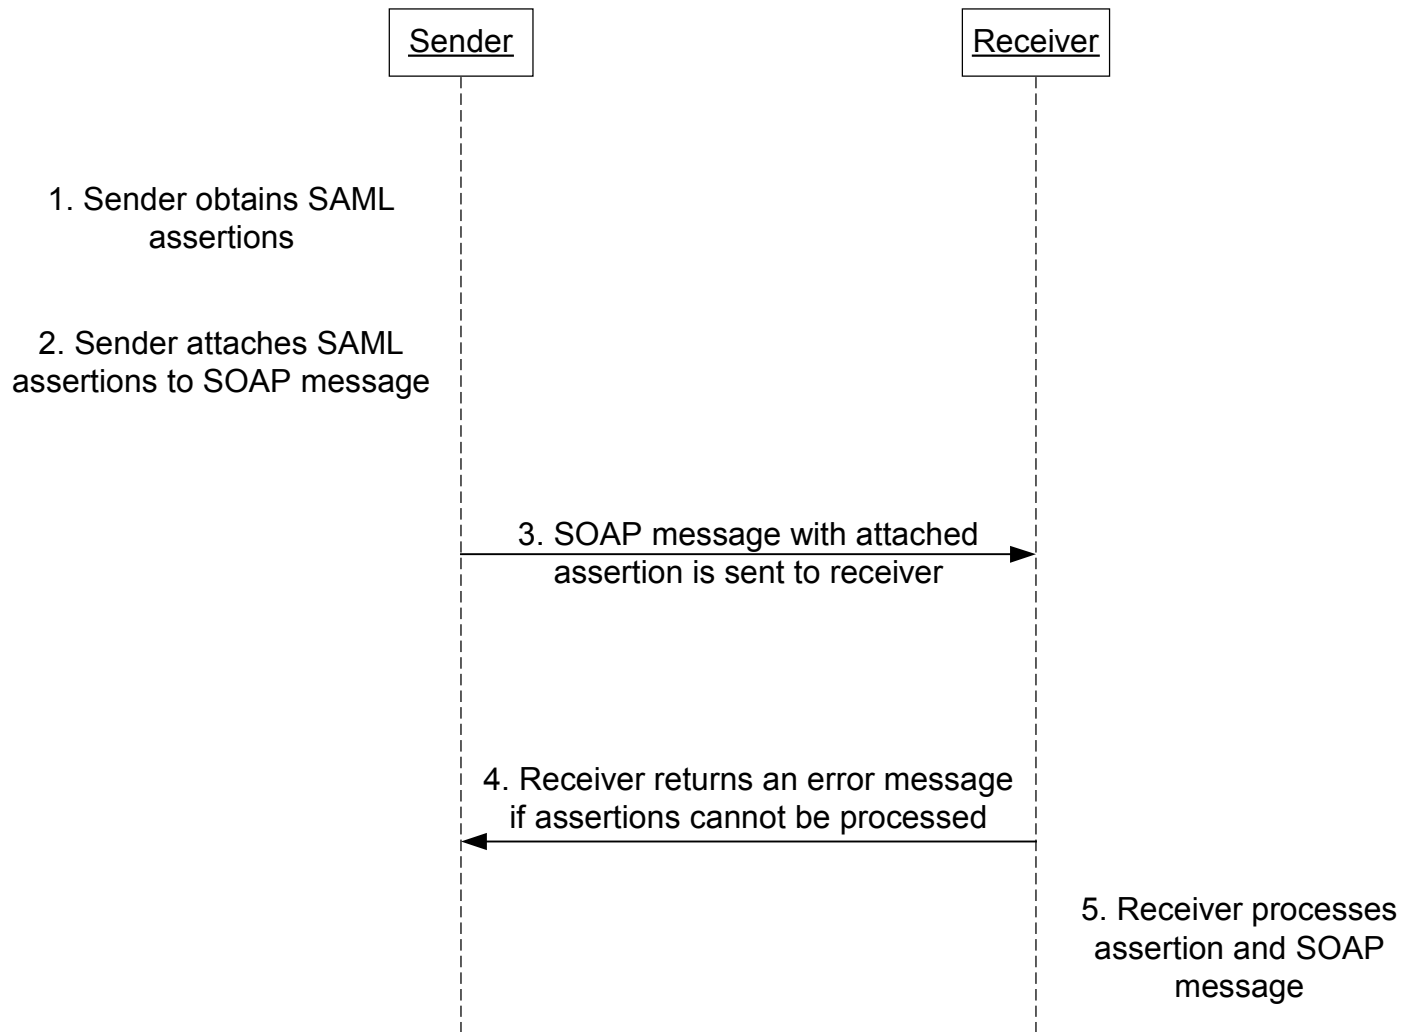 Sender
Receiver
1. Sender obtains SAML
assertions
2. Sender attaches SAML
assertions to SOAP message
3. SOAP message with attached
assertion is sent to receiver
4. Receiver returns an error message
if assertions cannot be processed
5. Receiver processes
assertion and SOAP
message